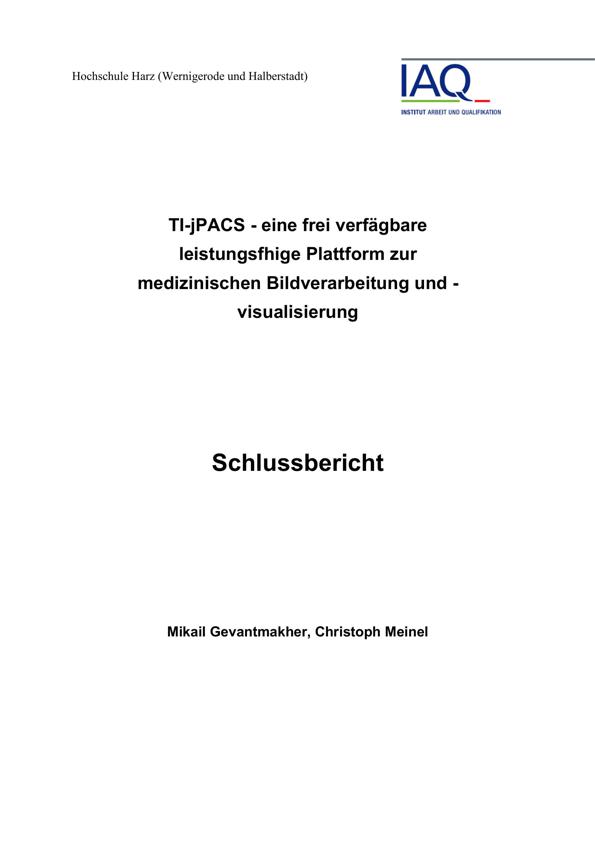 Hochschule Harz (Wernigerode und Halberstadt)
IAQ
INSTITUT ARBEIT UND QUALIFIKATION
TI-jPACS - eine frei verfägbare
leistungsfhige Plattform zur
medizinischen Bildverarbeitung und -
visualisierung
Schlussbericht
Mikail Gevantmakher, Christoph Meinel